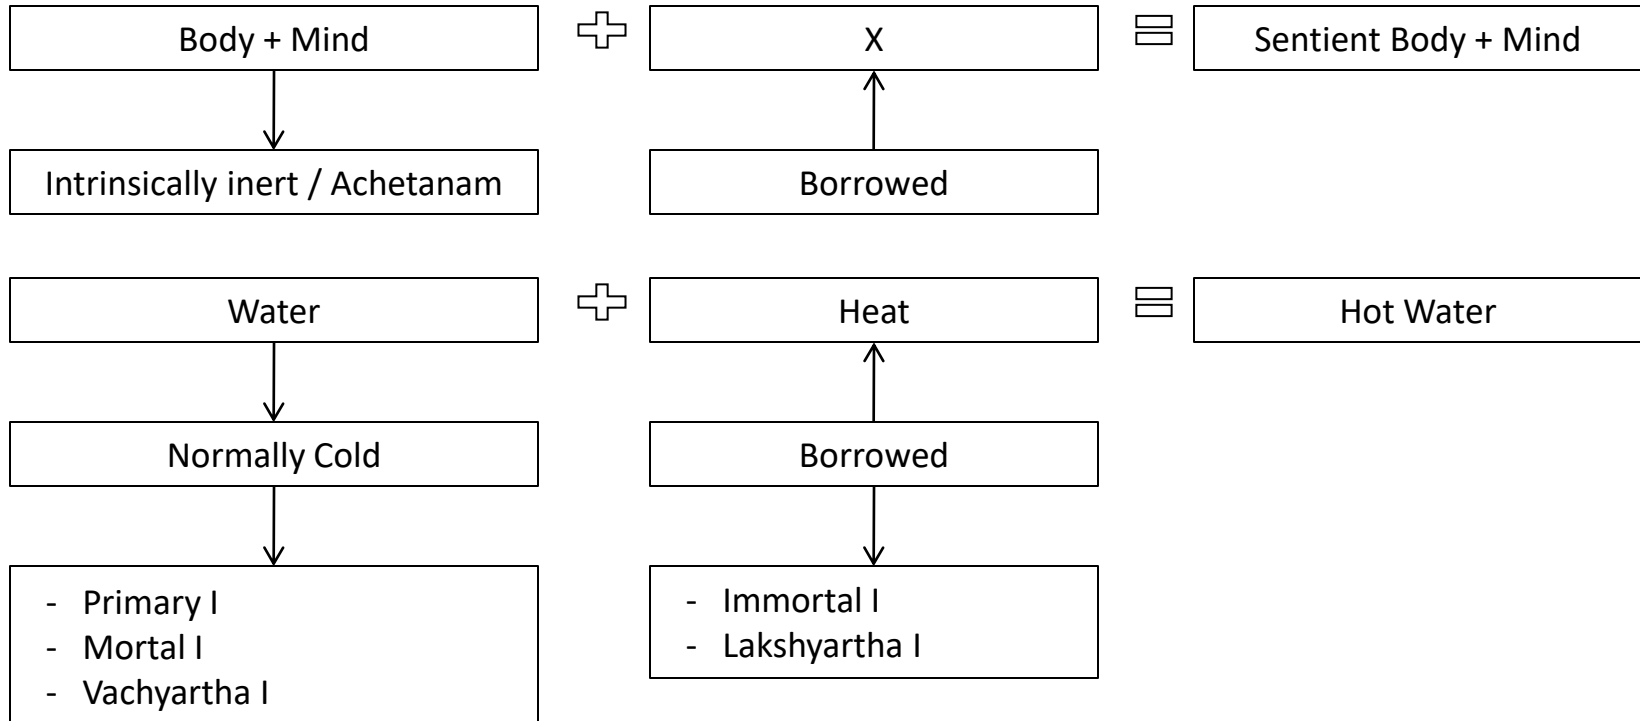 Body + Mind
X
Sentient Body + Mind
Intrinsically inert / Achetanam
Borrowed
Water
Heat
Hot Water
Normally Cold
Borrowed
- Primary I
- Mortal I
- Vachyartha I
- Immortal I
- Lakshyartha I